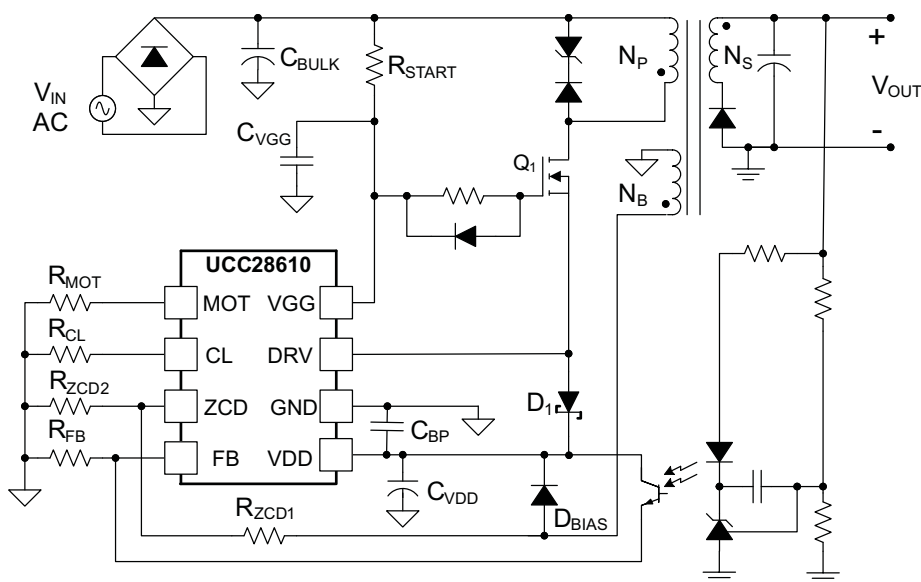 C_BULK
R_START
N_P
N_S
+
V_OUT
-
V_IN
AC
C_VGG
Q_1
N_B
UCC28610
R_MOT
MOT
VGG
R_CL
CL
DRV
R_ZCD2
ZCD
GND
D_1
R_FB
FB
VDD
C_BP
C_VDD
D_BIAS
R_ZCD1